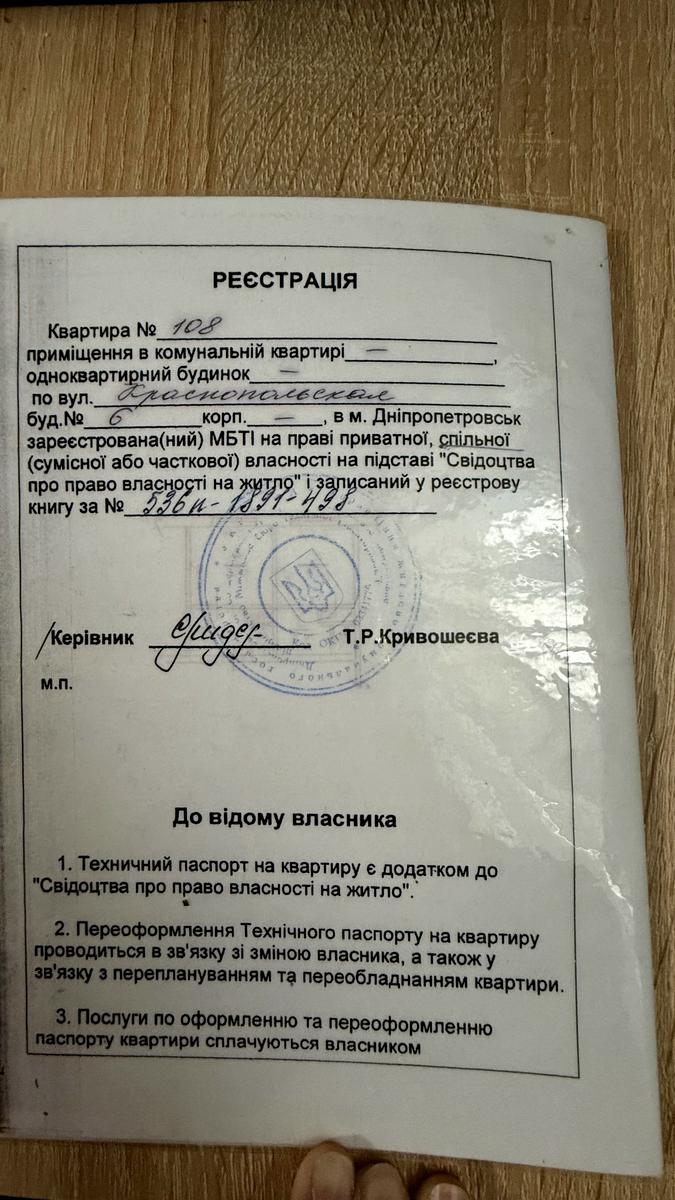 РЕЄСТРАЦІЯ
Квартира № 108
приміщення в комунальній квартирі — ,
одноквартирний будинок —
по вул. Краснопольская
буд.№ 6 корп. — , в м. Дніпропетровськ
зареєстрована(ний) МБТІ на праві приватної, спільної
(сумісної або часткової) власності на підставі "Свідоцтва
про право власності на житло" і записаний у реєстрову
книгу за № 536п-1891-498
/Керівник Т.Р.Кривошеєва
м.п.
До відому власника
1. Техничний паспорт на квартиру є додатком до
"Свідоцтва про право власності на житло".
2. Переоформлення Технічного паспорту на квартиру
проводиться в зв'язку зі зміною власника, а також у
зв'язку з переплануванням та переобладнанням квартири.
3. Послуги по оформленню та переоформленню
паспорту квартири сплачуються власником